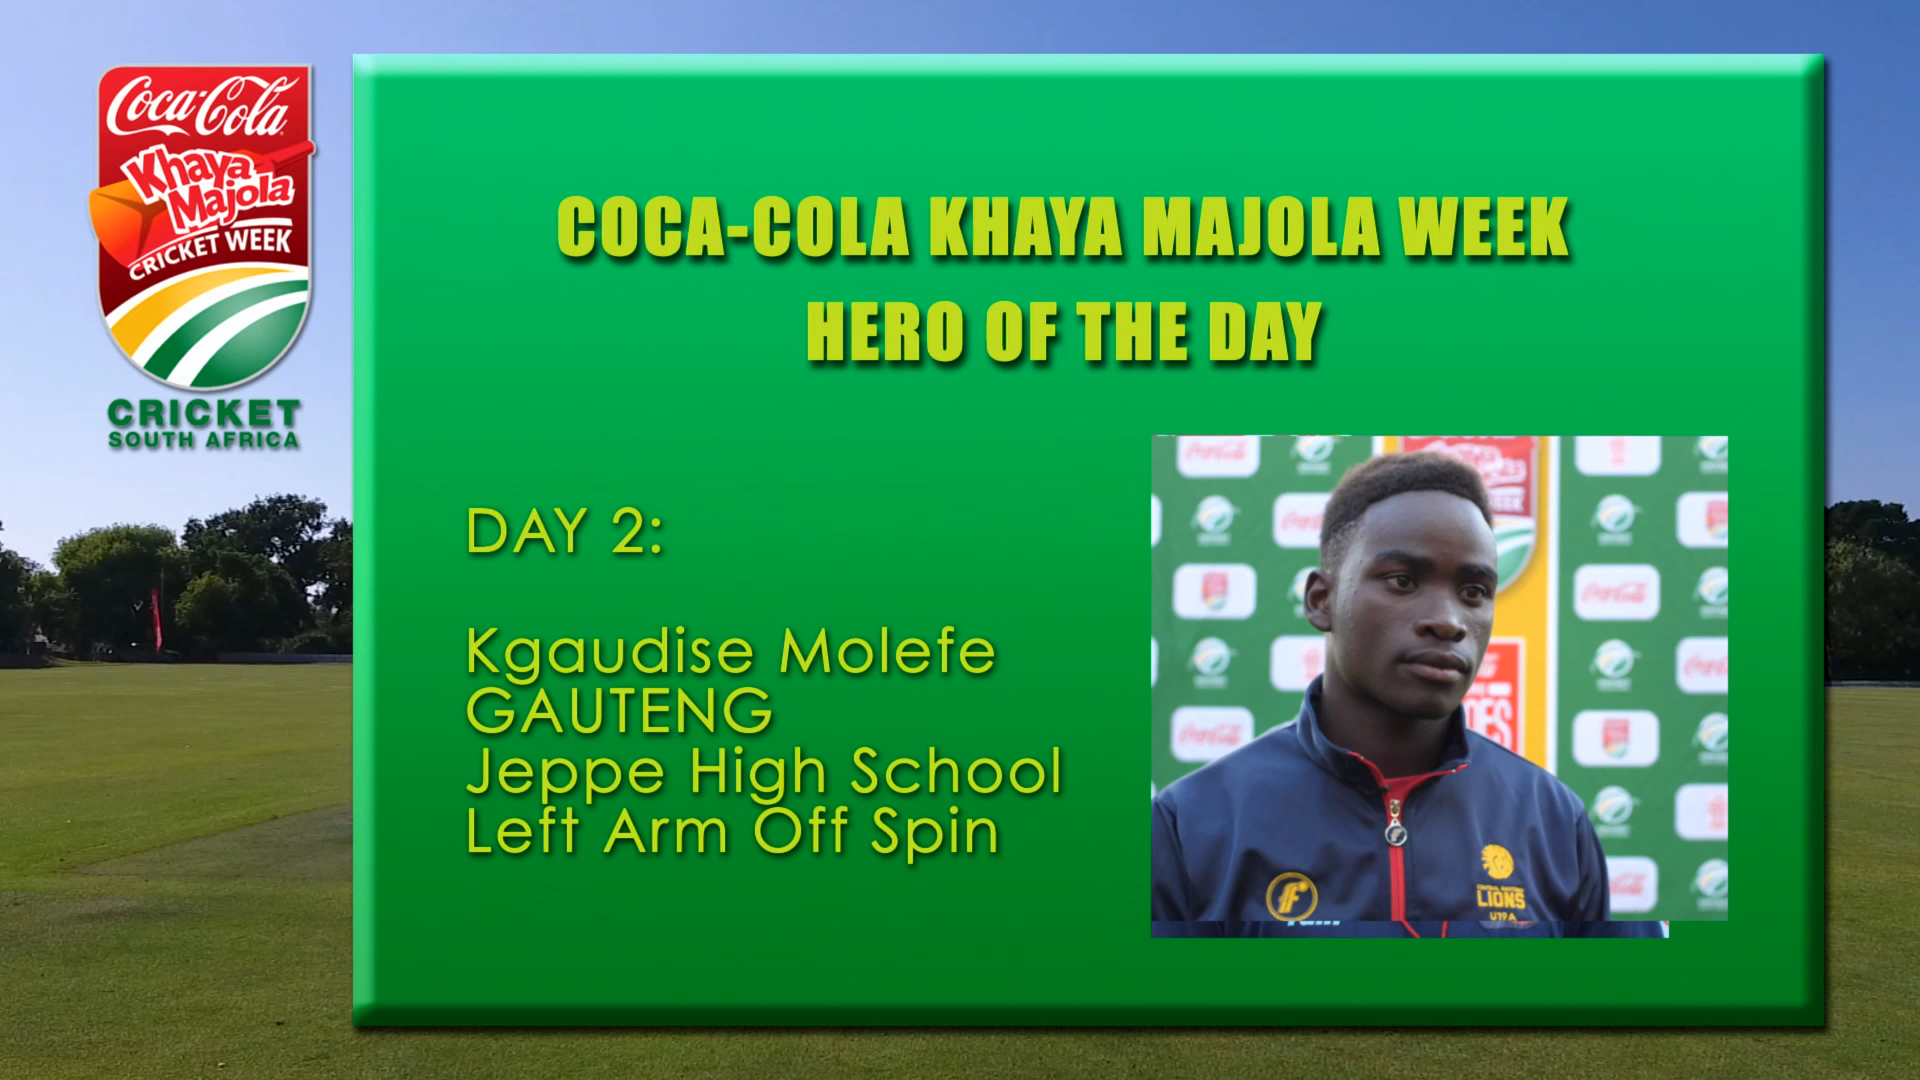 Coca-Cola
Khaya
Majola
CRICKET WEEK
CRICKET
SOUTH AFRICA
COCA-COLA KHAYA MAJOLA WEEK
HERO OF THE DAY
DAY 2:
Kgaudise Molefe
GAUTENG
Jeppe High School
Left Arm Off Spin
LIONS
U19 A